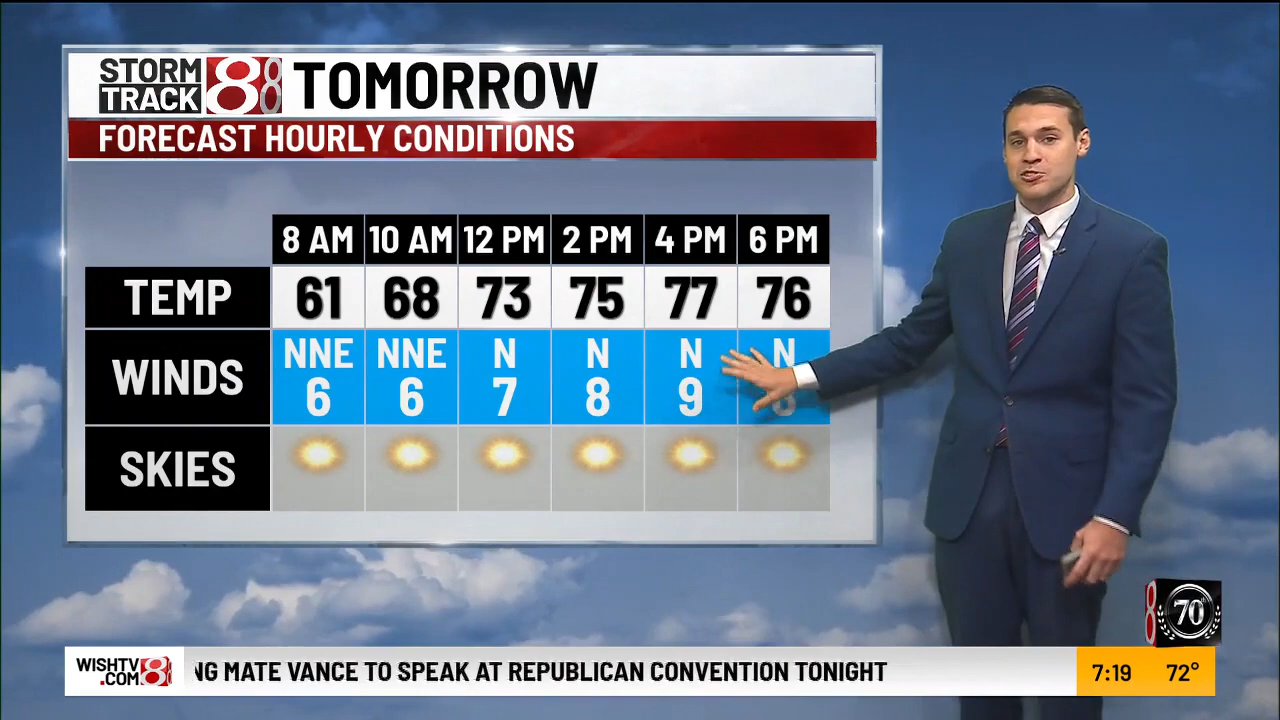 STORM
TRACK 8 8 TOMORROW
FORECAST HOURLY CONDITIONS
8 AM 10 AM 12 PM 2 PM 4 PM 6 PM
TEMP 61 68 73 75 77 76
WINDS NNE NNE N N N N
6 6 7 8 9
SKIES
8 70
WISHTV
.COM 8 NG MATE VANCE TO SPEAK AT REPUBLICAN CONVENTION TONIGHT 7:19 72°